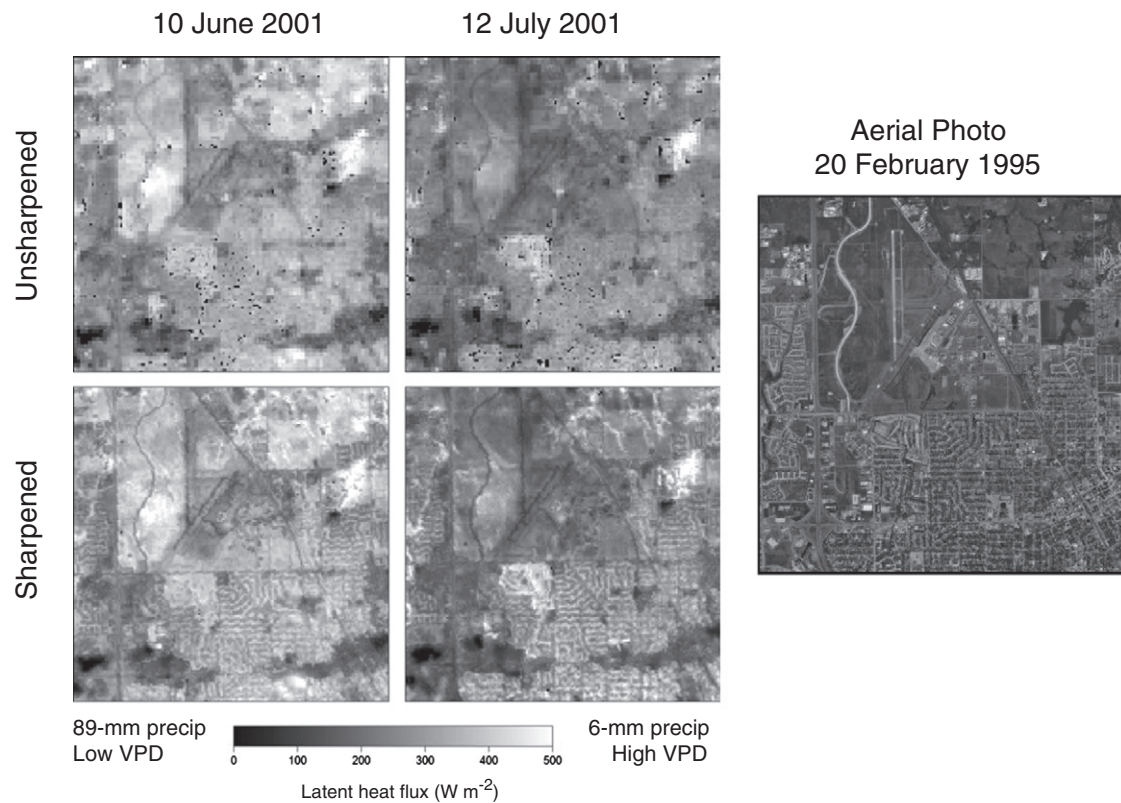 10 June 2001
12 July 2001
Aerial Photo
20 February 1995
Unsharpened
Sharpened
89-mm precip
Low VPD
6-mm precip
High VPD
0 100 200 300 400 500
Latent heat flux (W m⁻²)